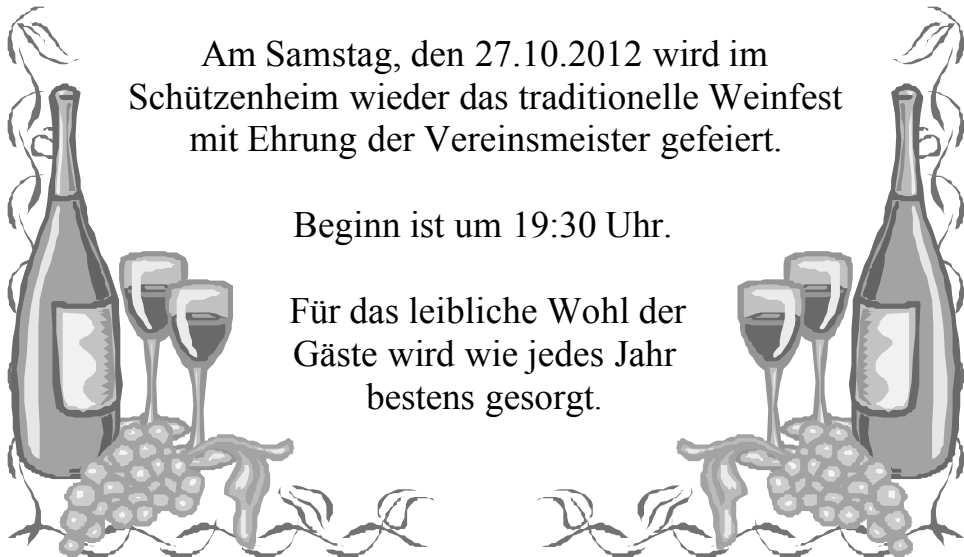 Am Samstag, den 27.10.2012 wird im
Schützenheim wieder das traditionelle Weinfest
mit Ehrung der Vereinsmeister gefeiert.
Beginn ist um 19:30 Uhr.
Für das leibliche Wohl der
Gäste wird wie jedes Jahr
bestens gesorgt.